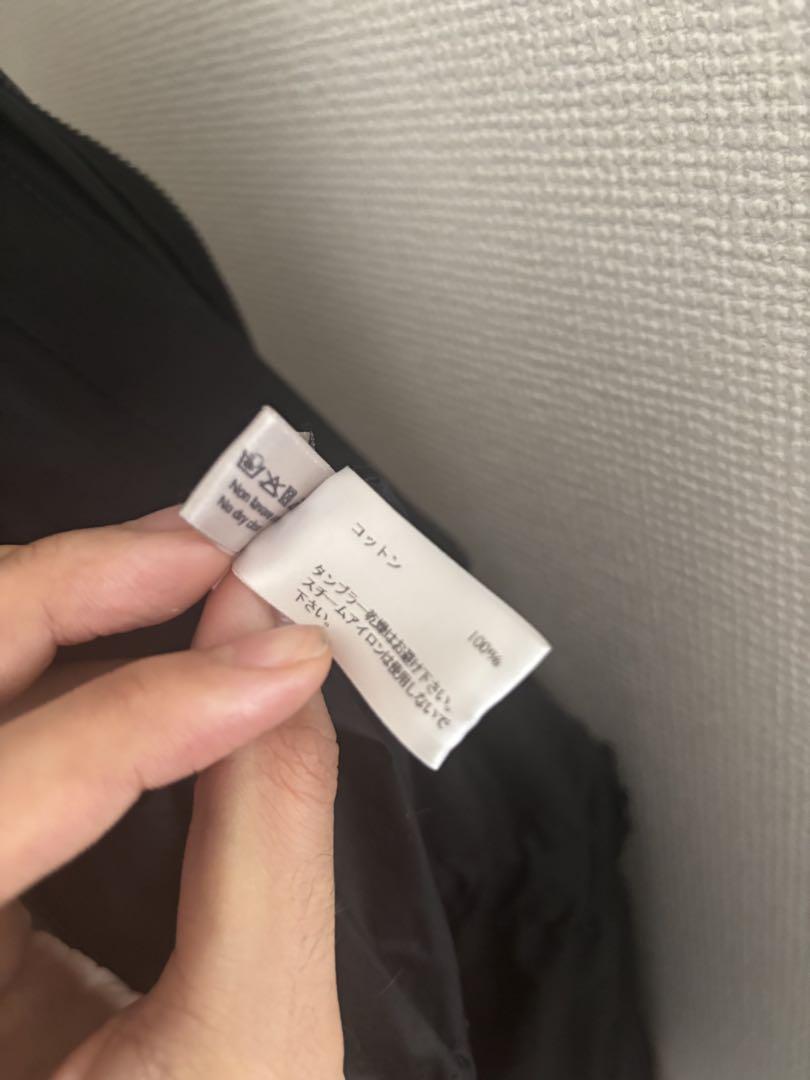 Non
No dry
コットン
100%
タンブラー乾燥はお避け下さい。
スチームアイロンは使用しないで
下さい。